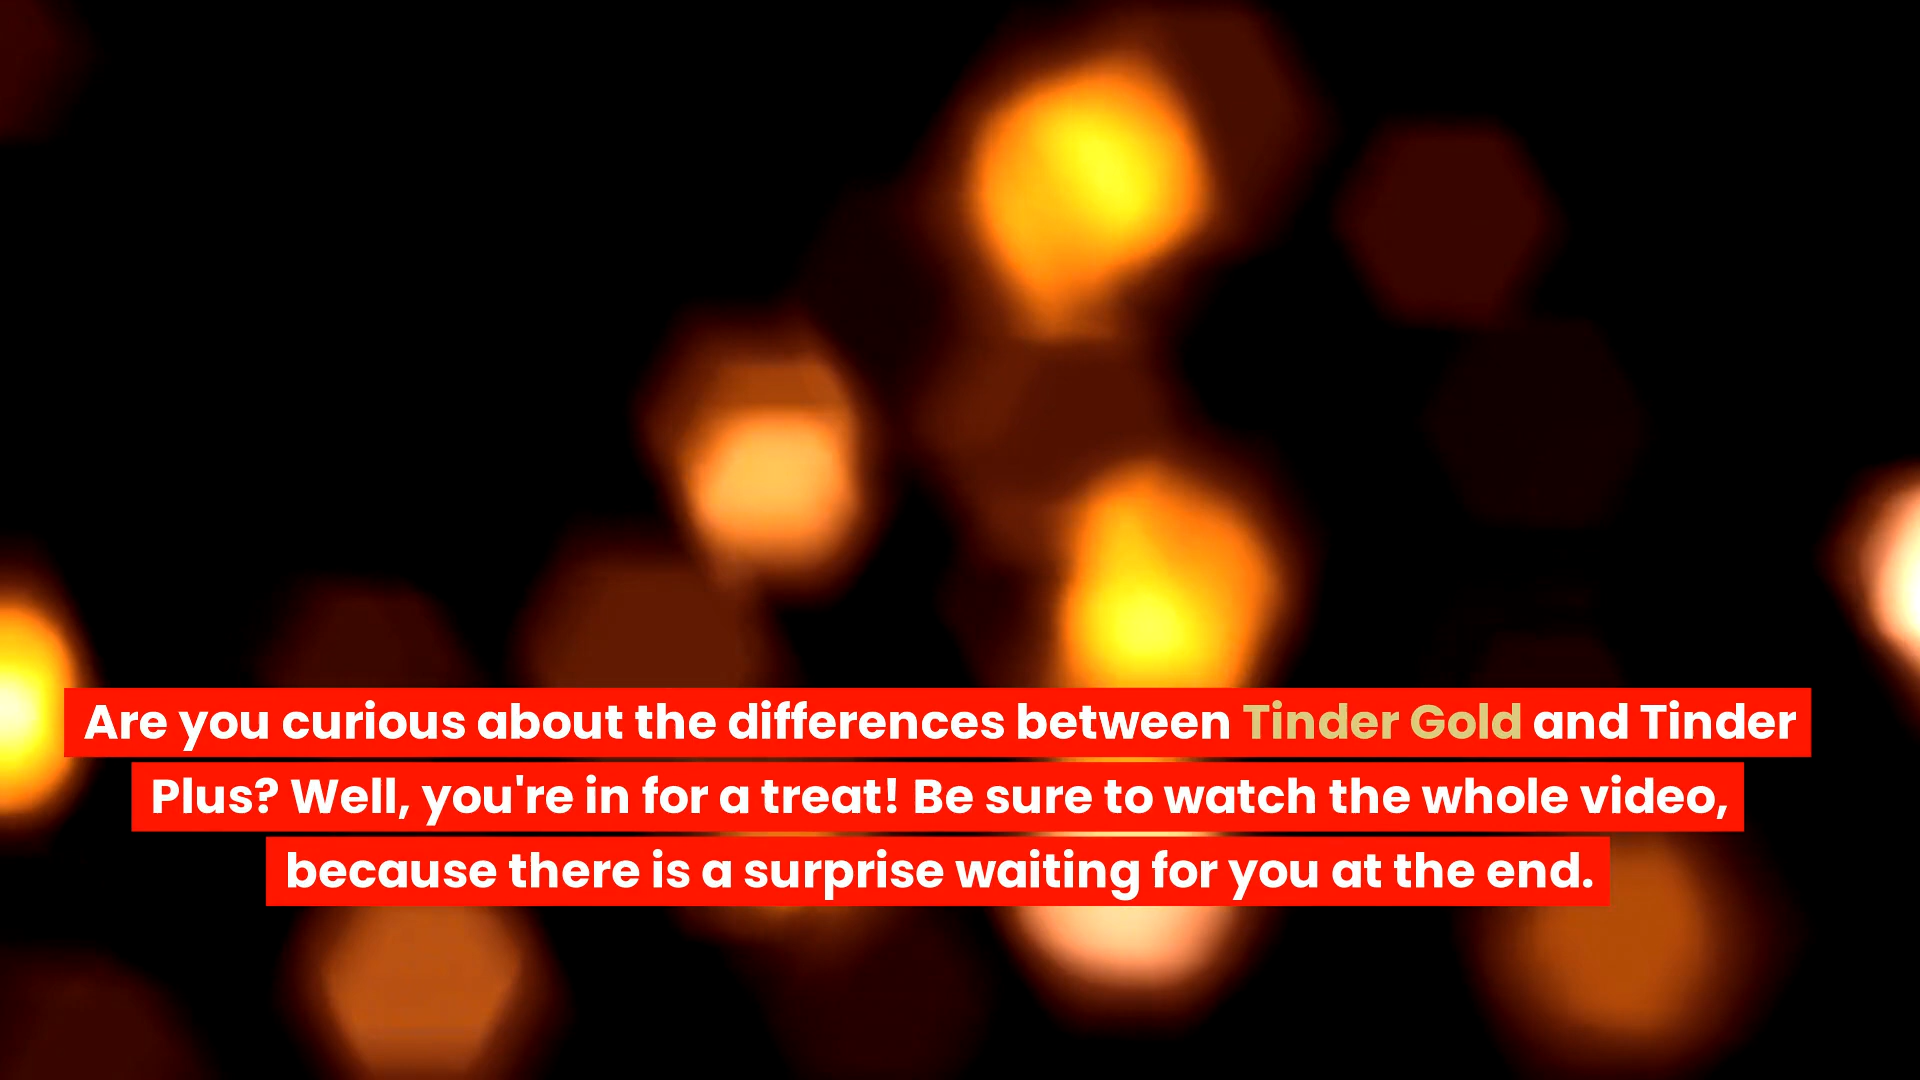 Are you curious about the differences between Tinder Gold and Tinder
Plus? Well, you're in for a treat! Be sure to watch the whole video,
because there is a surprise waiting for you at the end.